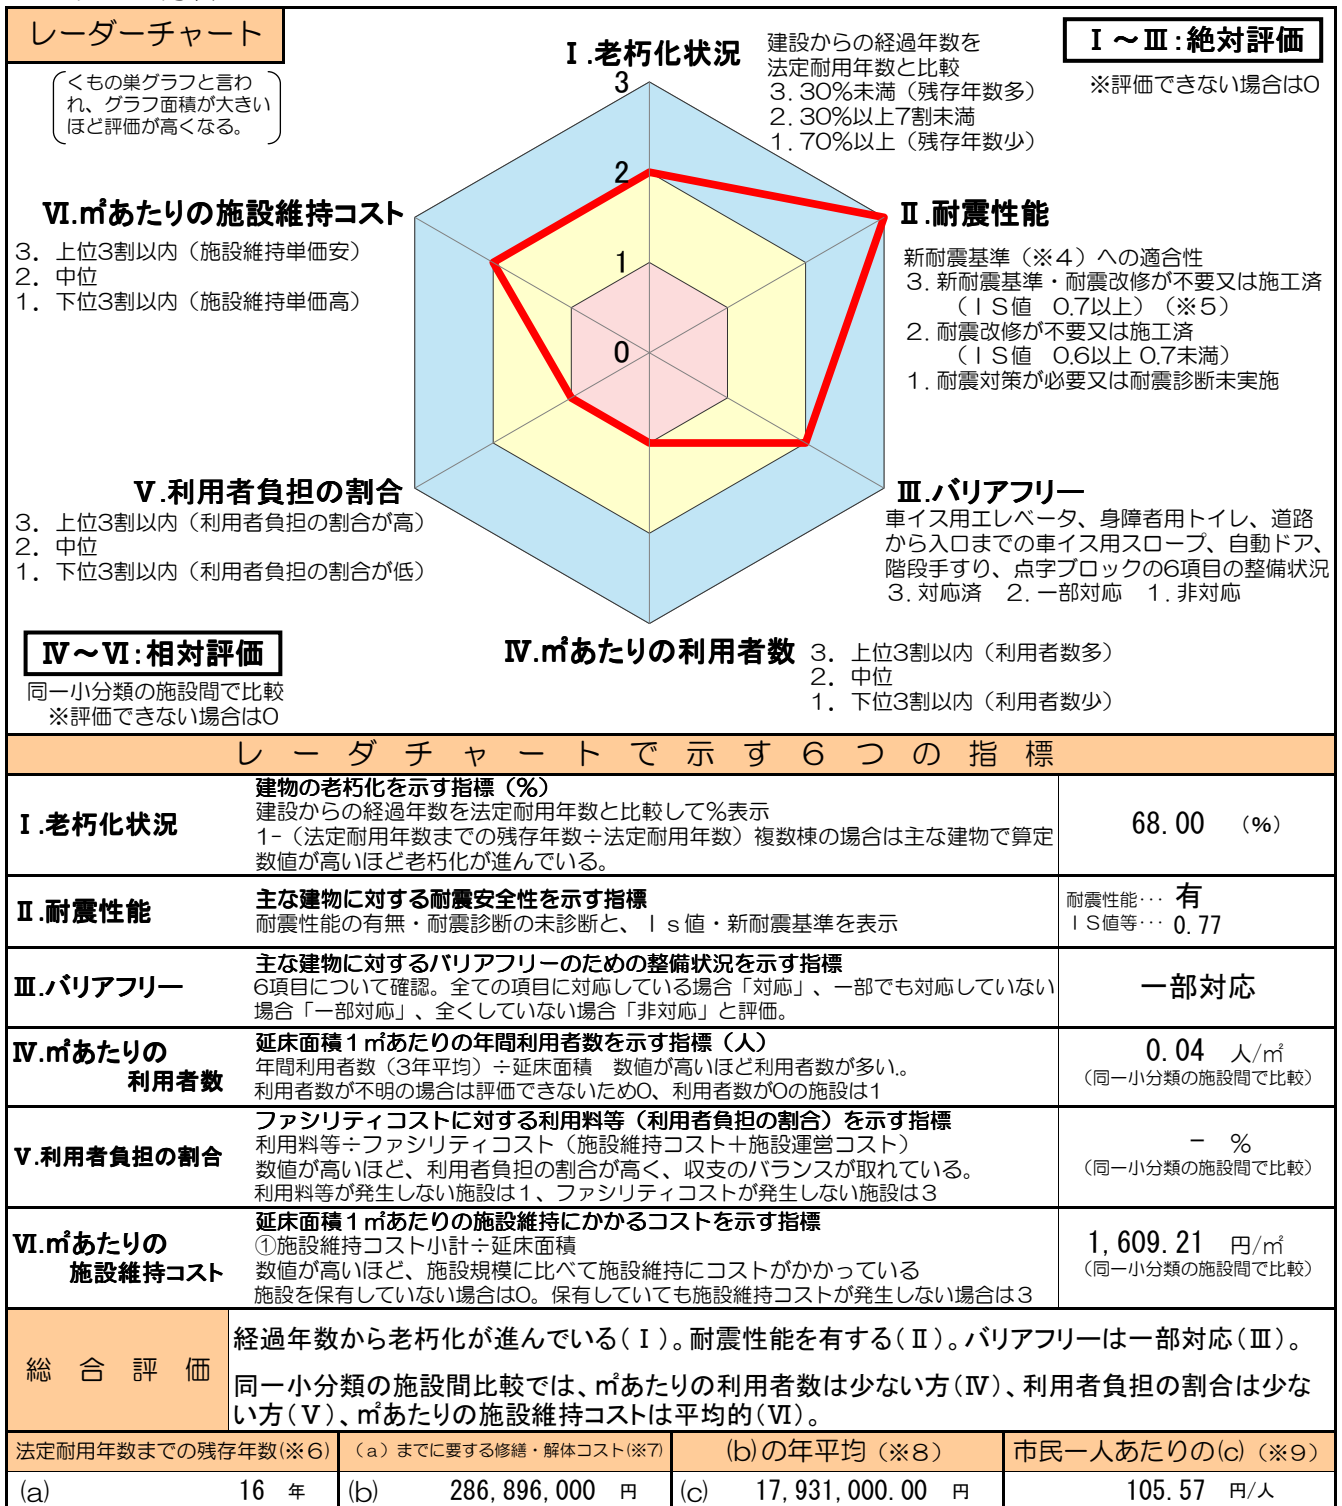 レーダーチャート
くもの巣グラフと言わ
れ、グラフ面積が大きい
ほど評価が高くなる。
Ⅰ.老朽化状況
建設からの経過年数を
法定耐用年数と比較
3.30%未満（残存年数多）
2.30%以上7割未満
1.70%以上（残存年数少）
Ⅰ～Ⅲ:絶対評価
※評価できない場合は0
3
2
1
0
Ⅵ.㎡あたりの施設維持コスト
3. 上位3割以内（施設維持単価安）
2. 中位
1. 下位3割以内（施設維持単価高）
Ⅱ.耐震性能
新耐震基準（※4）への適合性
3.新耐震基準・耐震改修が不要又は施工済
（ＩＳ値　0.7以上）（※5）
2.耐震改修が不要又は施工済
（ＩＳ値　0.6以上 0.7未満）
1.耐震対策が必要又は耐震診断未実施
Ⅴ.利用者負担の割合
3. 上位3割以内（利用者負担の割合が高）
2. 中位
1. 下位3割以内（利用者負担の割合が低）
Ⅲ.バリアフリー
車イス用エレベータ、身障者用トイレ、道路
から入口までの車イス用スロープ、自動ドア、
階段手すり、点字ブロックの6項目の整備状況
3.対応済　2.一部対応　1.非対応
Ⅳ～Ⅵ:相対評価
同一小分類の施設間で比較
※評価できない場合は0
Ⅳ.㎡あたりの利用者数
3. 上位3割以内（利用者数多）
2. 中位
1. 下位3割以内（利用者数少）
レーダチャートで示す６つの指標
Ⅰ.老朽化状況
建物の老朽化を示す指標（%）
建設からの経過年数を法定耐用年数と比較して%表示
1-（法定耐用年数までの残存年数÷法定耐用年数）複数棟の場合は主な建物で算定
数値が高いほど老朽化が進んでいる。
68.00 （%）
Ⅱ.耐震性能
主な建物に対する耐震安全性を示す指標
耐震性能の有無・耐震診断の未診断と、Ｉｓ値・新耐震基準を表示
耐震性能… 有
ＩＳ値等… 0.77
Ⅲ.バリアフリー
主な建物に対するバリアフリーのための整備状況を示す指標
6項目について確認。全ての項目に対応している場合「対応」、一部でも対応していない
場合「一部対応」、全くしていない場合「非対応」と評価。
一部対応
Ⅳ.㎡あたりの
利用者数
延床面積１㎡あたりの年間利用者数を示す指標（人）
年間利用者数（3年平均）÷延床面積　数値が高いほど利用者数が多い。
利用者数が不明の場合は評価できないため0、利用者数が0の施設は1
0.04 人/㎡
（同一小分類の施設間で比較）
Ⅴ.利用者負担の割合
ファシリティコストに対する利用料等（利用者負担の割合）を示す指標
利用料等÷ファシリティコスト（施設維持コスト＋施設運営コスト）
数値が高いほど、利用者負担の割合が高く、収支のバランスが取れている。
利用料等が発生しない施設は１、ファシリティコストが発生しない施設は３
- %
（同一小分類の施設間で比較）
Ⅵ.㎡あたりの
施設維持コスト
延床面積１㎡あたりの施設維持にかかるコストを示す指標
①施設維持コスト小計÷延床面積
数値が高いほど、施設規模に比べて施設維持にコストがかかっている
施設を保有していない場合は0。保有していても施設維持コストが発生しない場合は３
1,609.21 円/㎡
（同一小分類の施設間で比較）
総合評価
経過年数から老朽化が進んでいる(Ⅰ)。耐震性能を有する(Ⅱ)。バリアフリーは一部対応(Ⅲ)。
同一小分類の施設間比較では、㎡あたりの利用者数は少ない方(Ⅳ)、利用者負担の割合は少な
い方(Ⅴ)、㎡あたりの施設維持コストは平均的(Ⅵ)。
法定耐用年数までの残存年数(※6)
（a）までに要する修繕・解体コスト(※7)
(b)の年平均（※8）
市民一人あたりの(c)（※9）
(a) 16 年
(b) 286,896,000 円
(c) 17,931,000.00 円
105.57 円/人